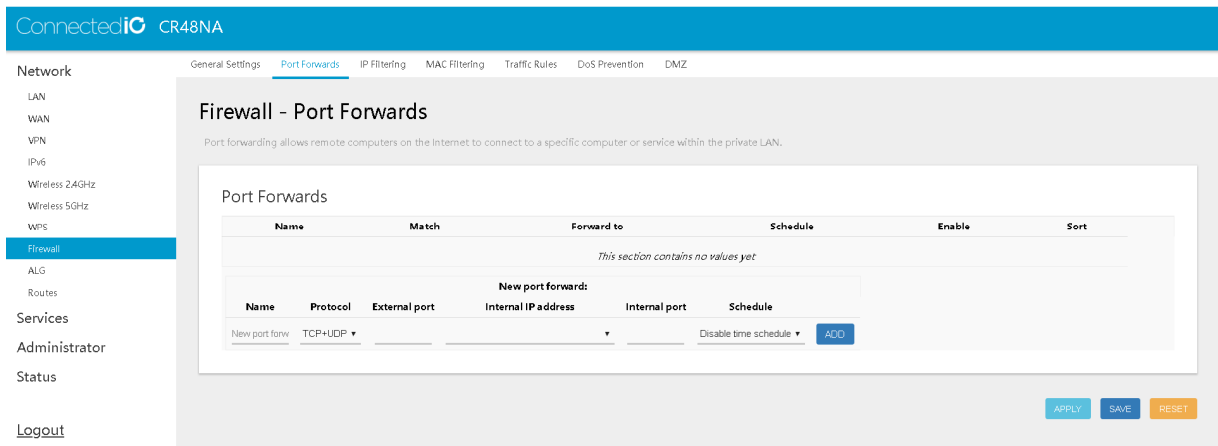 ConnectediO CR48NA
Network
LAN
WAN
VPN
IPv6
Wireless 2.4GHz
Wireless 5GHz
WPS
Firewall
ALG
Routes
Services
Administrator
Status
Logout
General Settings Port Forwards IP Filtering MAC Filtering Traffic Rules DoS Prevention DMZ
Firewall - Port Forwards
Port forwarding allows remote computers on the Internet to connect to a specific computer or service within the private LAN.
Port Forwards
Name Match Forward to Schedule Enable Sort
This section contains no values yet
New port forward:
Name Protocol External port Internal IP address Internal port Schedule
New port forw TCP+UDP Disable time schedule ADD
APPLY SAVE RESET